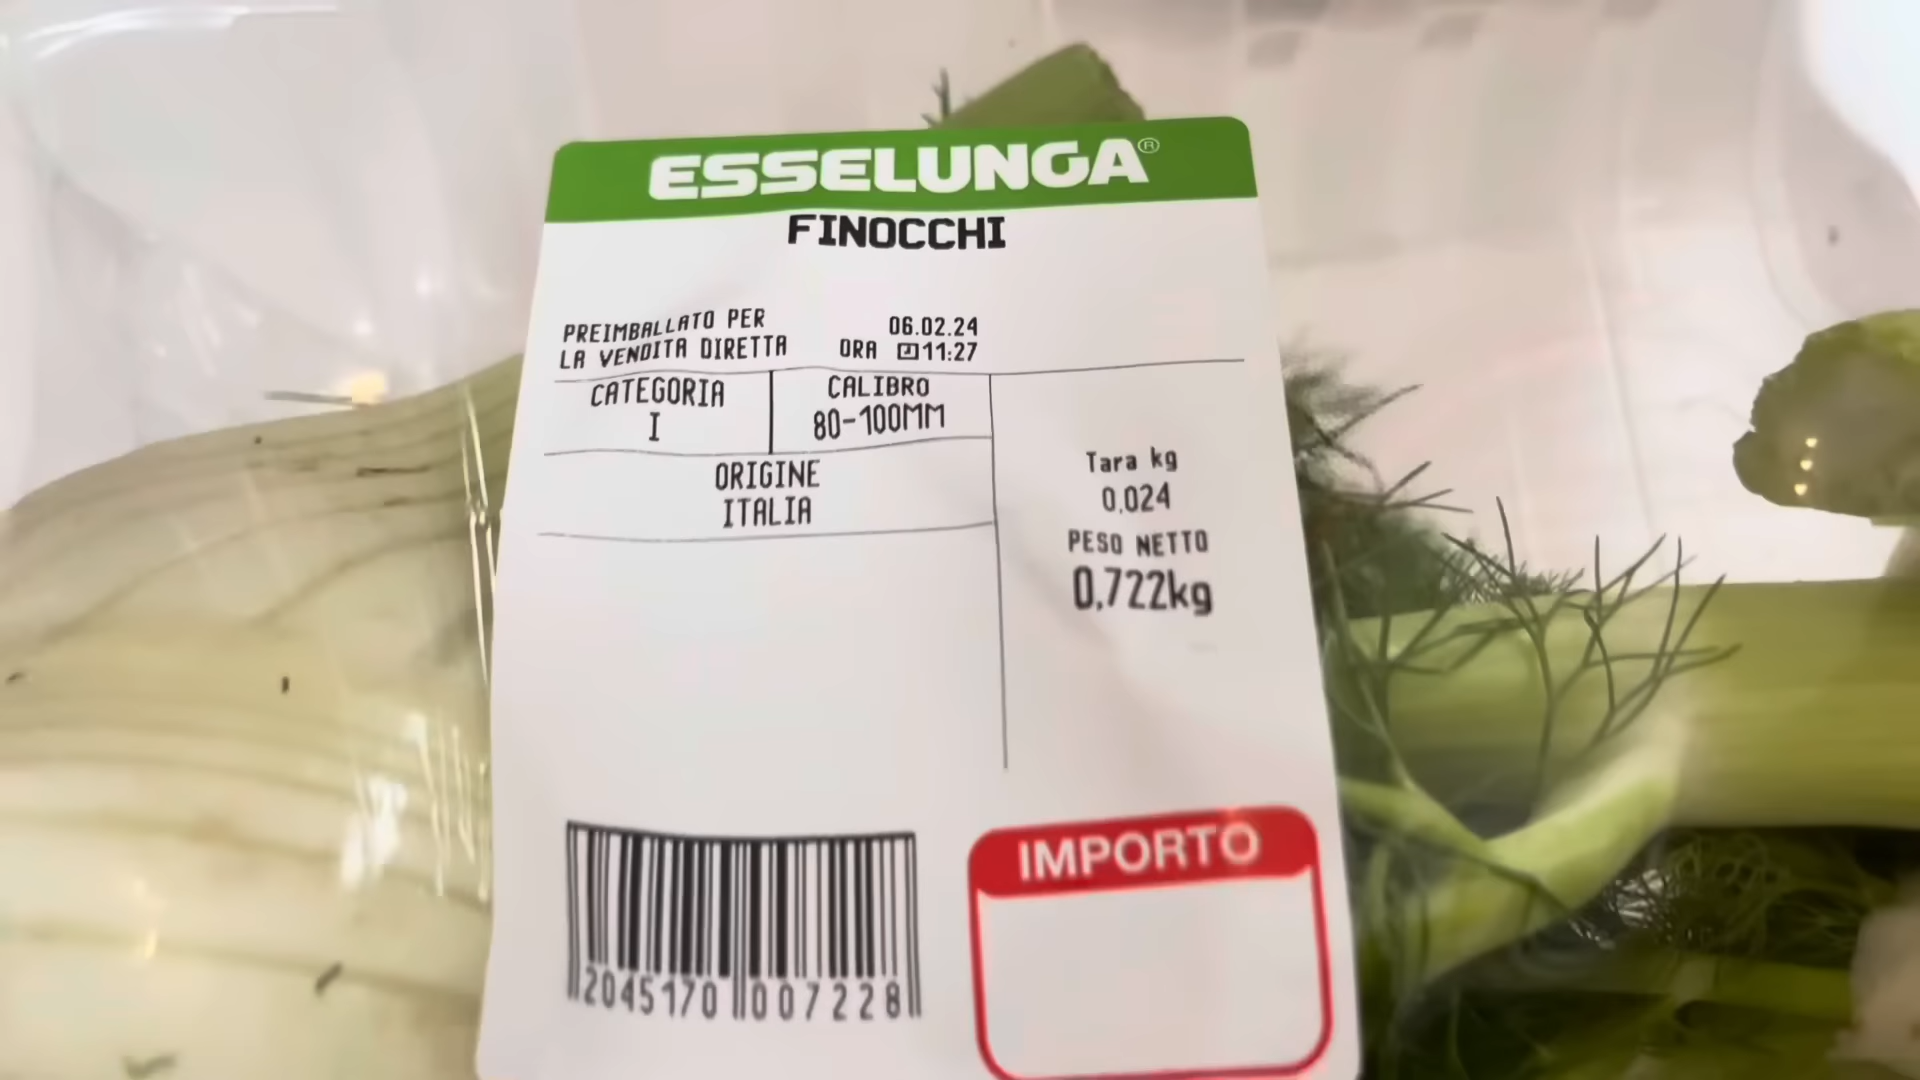 ESSELUNGA®
FINOCCHI
PREIMBALLATO PER
LA VENDITA DIRETTA
06.02.24
ORA 11:27
CATEGORIA
I
CALIBRO
80-100MM
ORIGINE
ITALIA
Tara kg
0,024
PESO NETTO
0,722kg
2045170 007228
IMPORTO